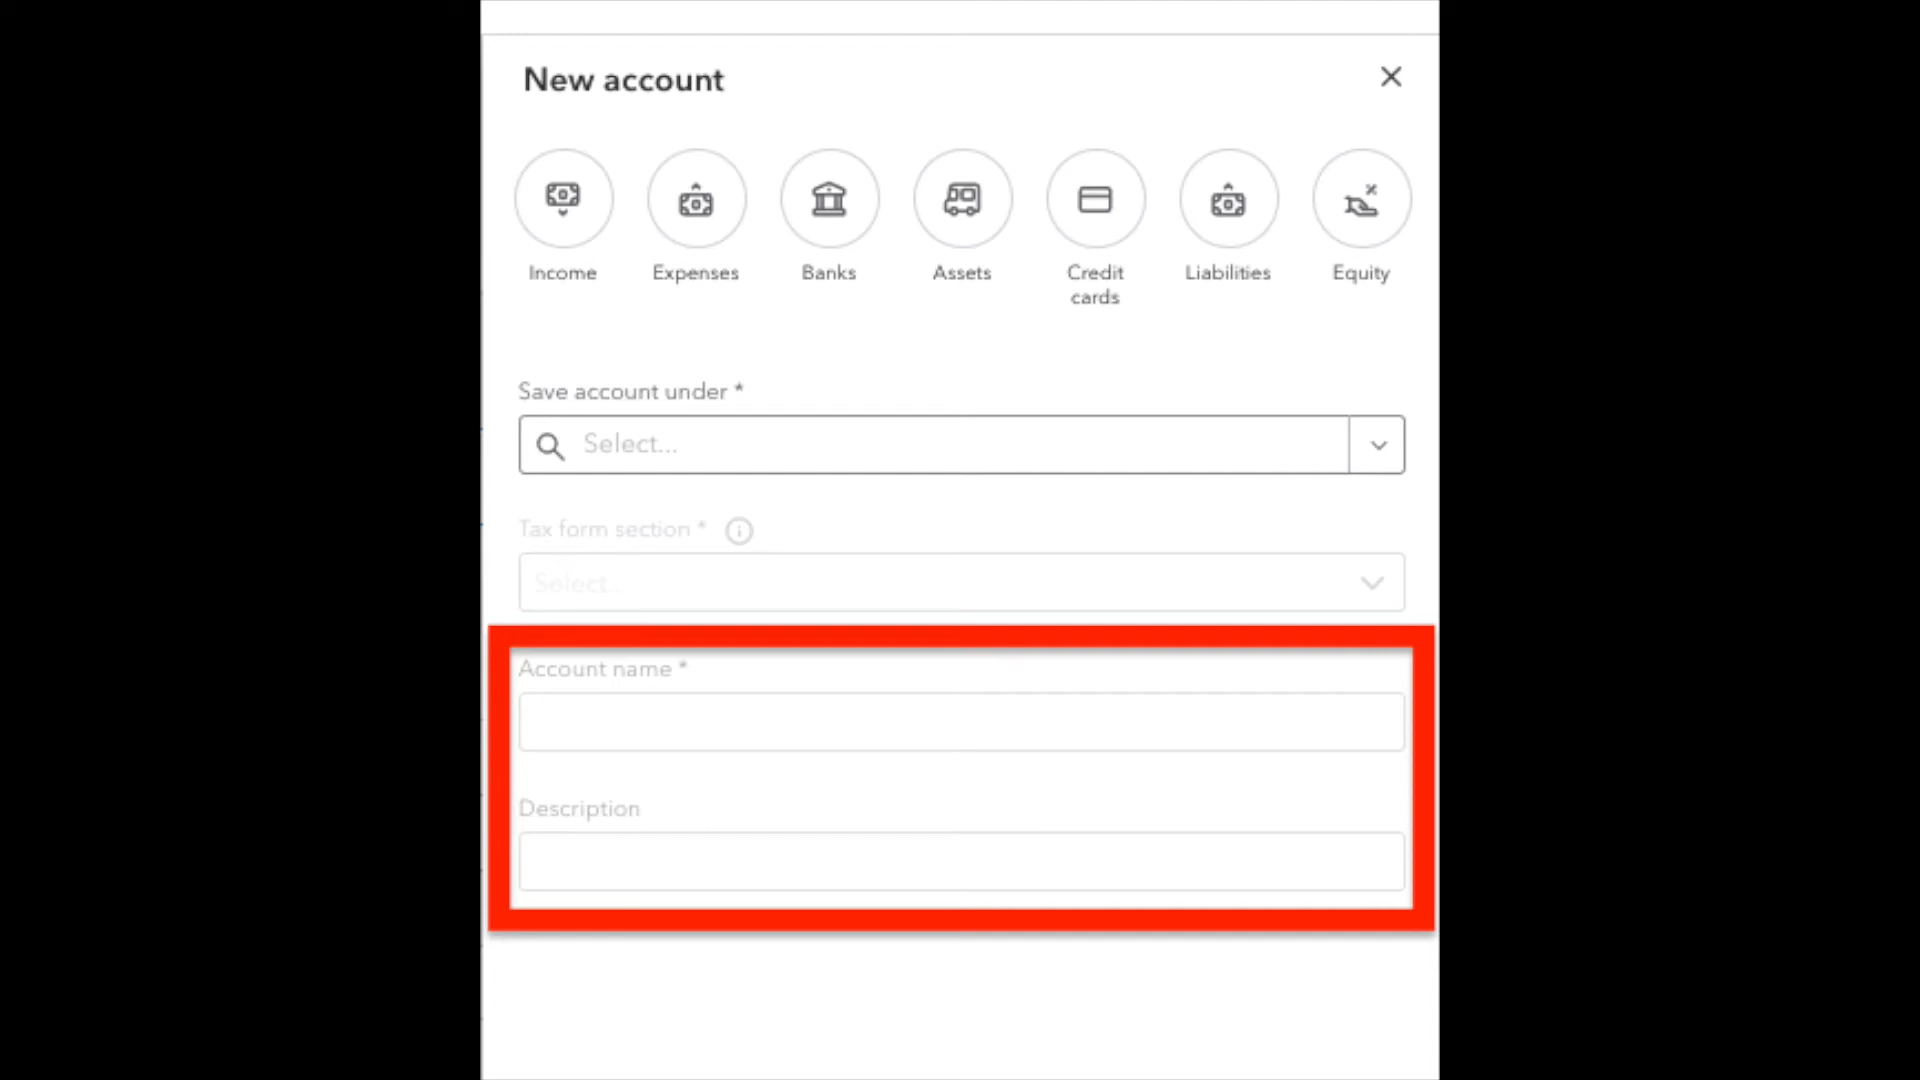 New account
Income
Expenses
Banks
Assets
Credit
cards
Liabilities
Equity
Save account under *
Select...
Tax form section *
Select...
Account name *
Description